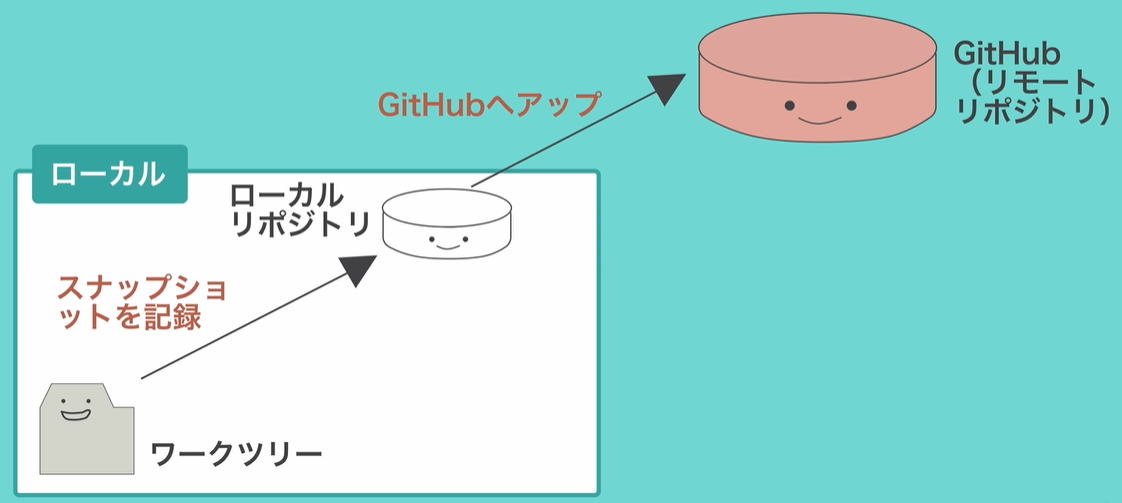 GitHub
（リモート
リポジトリ）
GitHubへアップ
ローカル
ローカル
リポジトリ
スナップショ
ットを記録
ワークツリー